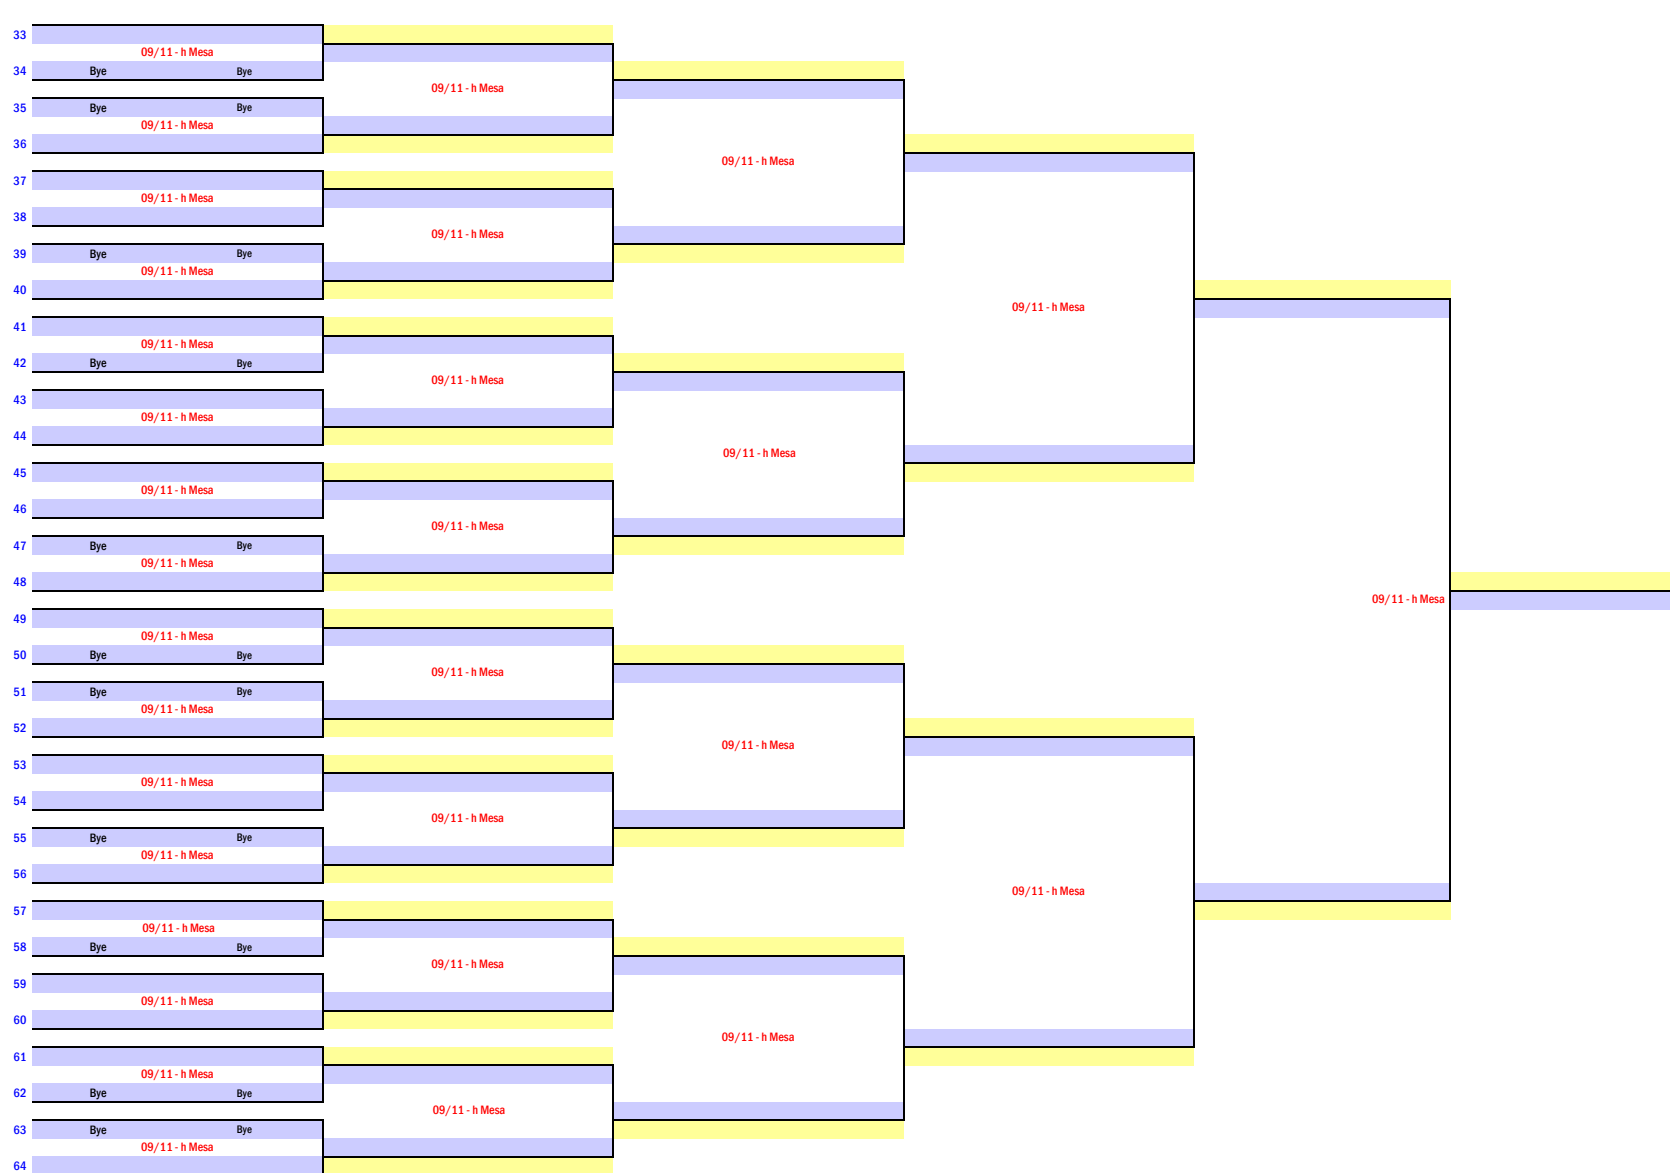 33
09/11 - h Mesa
34 Bye Bye
09/11 - h Mesa
35 Bye Bye
09/11 - h Mesa
36
09/11 - h Mesa
37
09/11 - h Mesa
38
09/11 - h Mesa
39 Bye Bye
09/11 - h Mesa
40
09/11 - h Mesa
41
09/11 - h Mesa
42 Bye Bye
09/11 - h Mesa
43
09/11 - h Mesa
44
09/11 - h Mesa
45
09/11 - h Mesa
46
09/11 - h Mesa
47 Bye Bye
09/11 - h Mesa
48
09/11 - h Mesa
49
09/11 - h Mesa
50 Bye Bye
09/11 - h Mesa
51 Bye Bye
09/11 - h Mesa
52
09/11 - h Mesa
53
09/11 - h Mesa
54
09/11 - h Mesa
55 Bye Bye
09/11 - h Mesa
56
09/11 - h Mesa
57
09/11 - h Mesa
58 Bye Bye
09/11 - h Mesa
59
09/11 - h Mesa
60
09/11 - h Mesa
61
09/11 - h Mesa
62 Bye Bye
09/11 - h Mesa
63 Bye Bye
09/11 - h Mesa
64